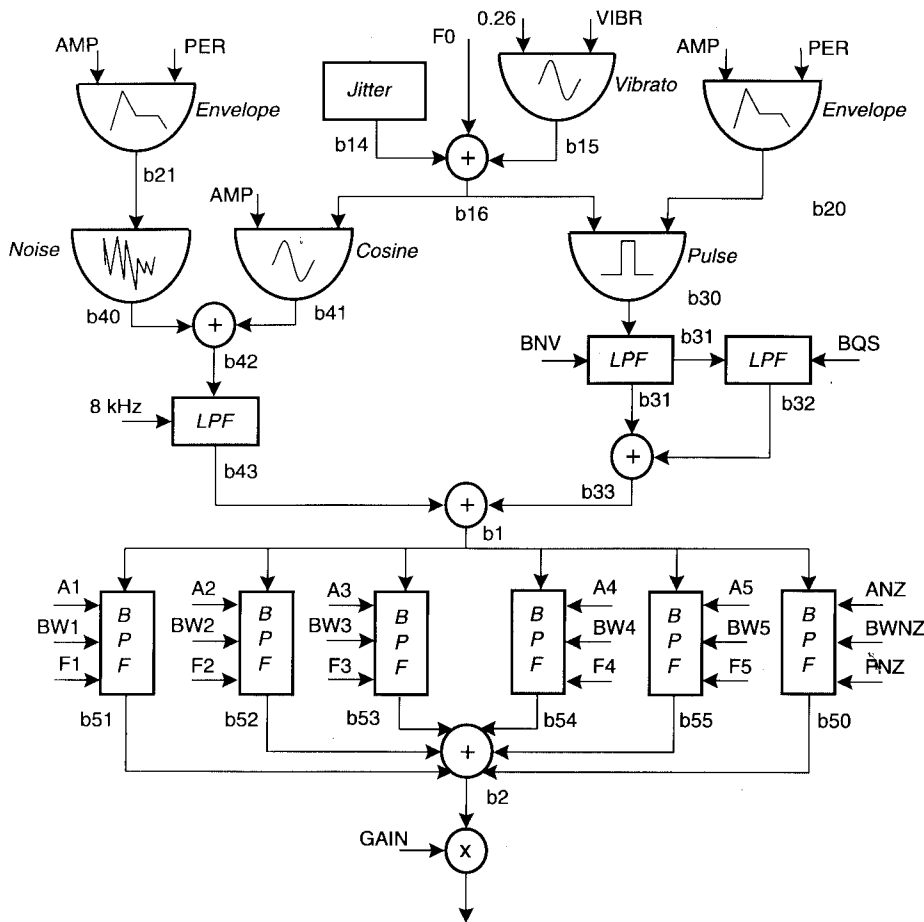 0.26 VIBR
AMP PER F0 AMP PER
Jitter
Envelope Vibrato Envelope
b14 b15
+
b21
AMP b16 b20
Noise Cosine Pulse
b40 b41 b30
+
b42 BNV LPF b31 LPF BQS
8 kHz LPF b31 b32
b43 + b33
+
b1
A1 A2 A3 A4 A5 ANZ
B P F B P F B P F B P F B P F B P F
BW1 BW2 BW3 BW4 BW5 BWNZ
F1 F2 F3 F4 F5 FNZ
b51 b52 b53 b54 b55 b50
+
b2
GAIN x